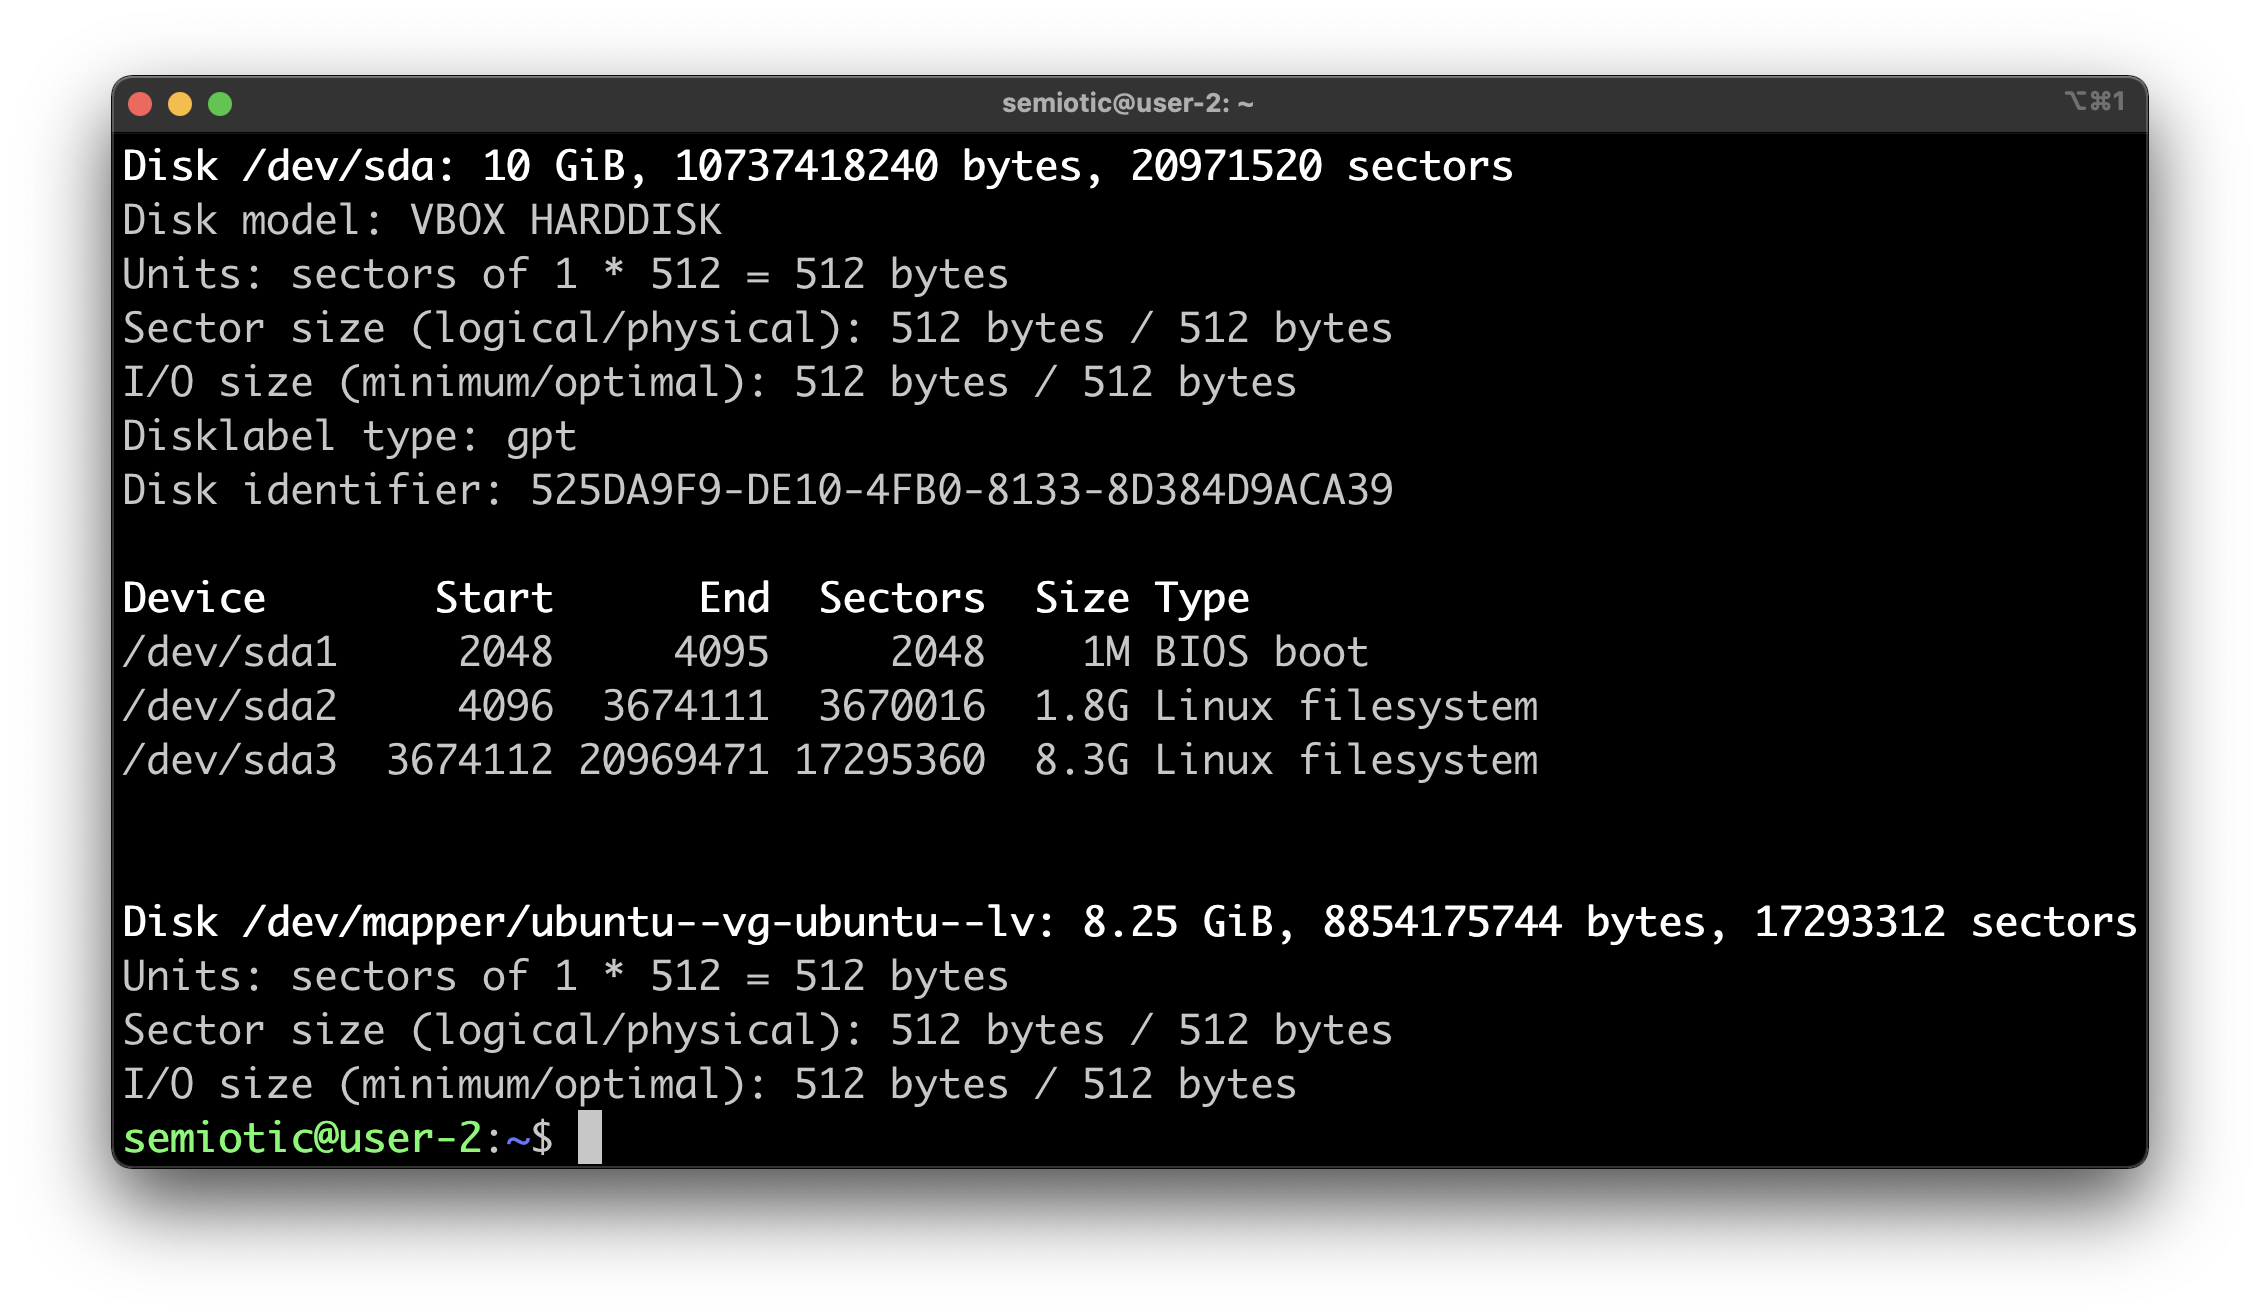 semiotic@user-2: ~ ⌥⌘1
Disk /dev/sda: 10 GiB, 10737418240 bytes, 20971520 sectors
Disk model: VBOX HARDDISK
Units: sectors of 1 * 512 = 512 bytes
Sector size (logical/physical): 512 bytes / 512 bytes
I/O size (minimum/optimal): 512 bytes / 512 bytes
Disklabel type: gpt
Disk identifier: 525DA9F9-DE10-4FB0-8133-8D384D9ACA39
Device       Start      End  Sectors  Size Type
/dev/sda1     2048     4095     2048    1M BIOS boot
/dev/sda2     4096  3674111  3670016  1.8G Linux filesystem
/dev/sda3  3674112 20969471 17295360  8.3G Linux filesystem
Disk /dev/mapper/ubuntu--vg-ubuntu--lv: 8.25 GiB, 8854175744 bytes, 17293312 sectors
Units: sectors of 1 * 512 = 512 bytes
Sector size (logical/physical): 512 bytes / 512 bytes
I/O size (minimum/optimal): 512 bytes / 512 bytes
semiotic@user-2:~$